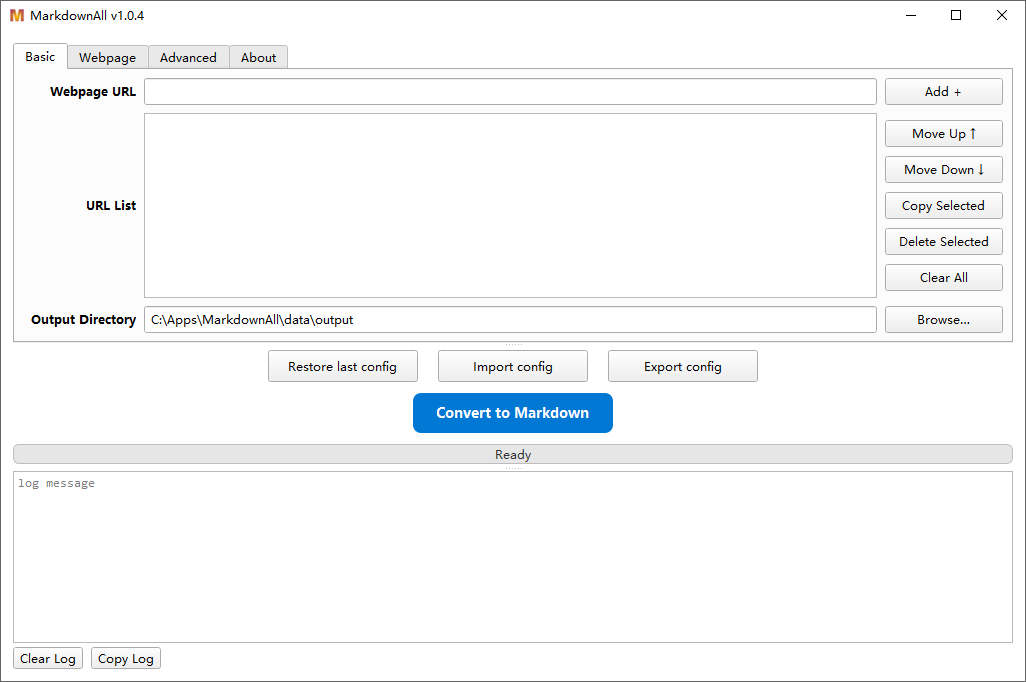 M MarkdownAll v1.0.4
Basic Webpage Advanced About
Webpage URL Add +
Move Up ↑
Move Down ↓
URL List Copy Selected
Delete Selected
Clear All
Output Directory C:\Apps\MarkdownAll\data\output Browse...
Restore last config Import config Export config
Convert to Markdown
Ready
log message
Clear Log Copy Log